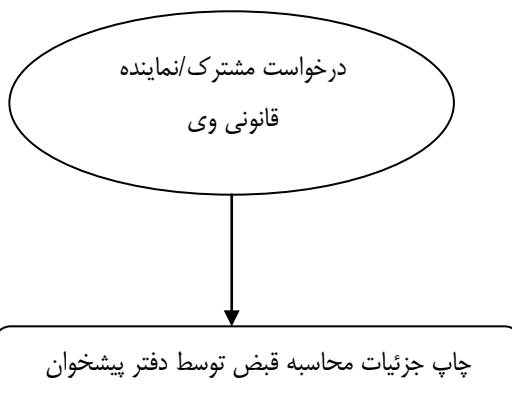 درخواست مشترک/نماینده
قانونی وی
چاپ جزئیات محاسبه قبض توسط دفتر پیشخوان